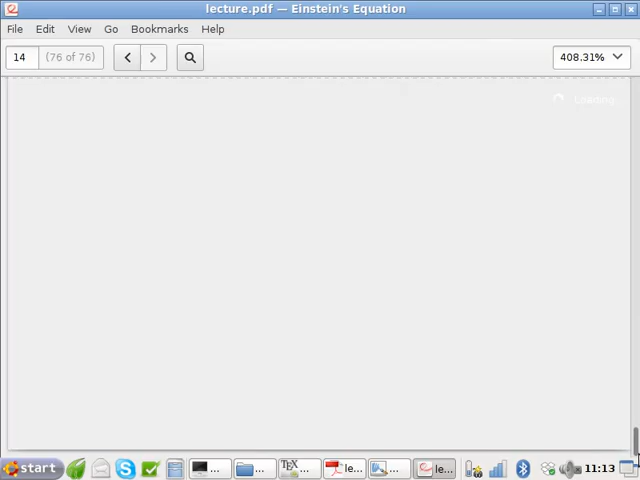 lecture.pdf — Einstein's Equation
File Edit View Go Bookmarks Help
14 (76 of 76) 408.31%
Loading...
start ... ... TEX ... le... ... le... 11:13